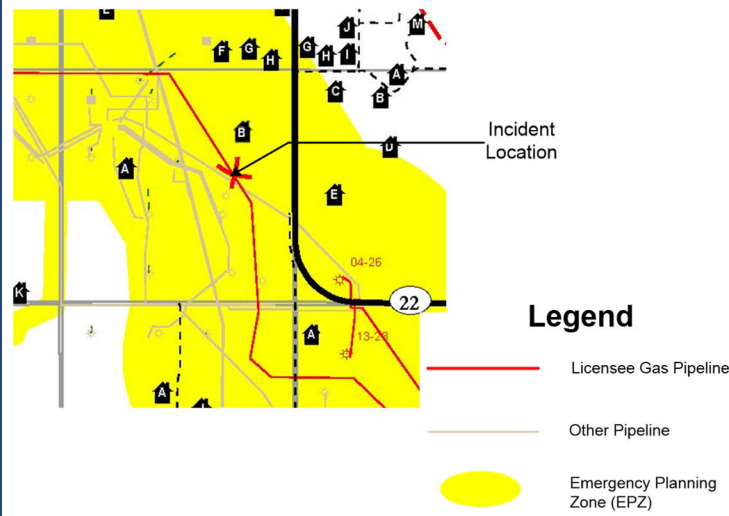 E
J
M
F
G
H
G
H
I
A
C
B
B
D
Incident
Location
A
E
04-26
K
22
Legend
A
13-23
Licensee Gas Pipeline
A
Other Pipeline
Emergency Planning
Zone (EPZ)